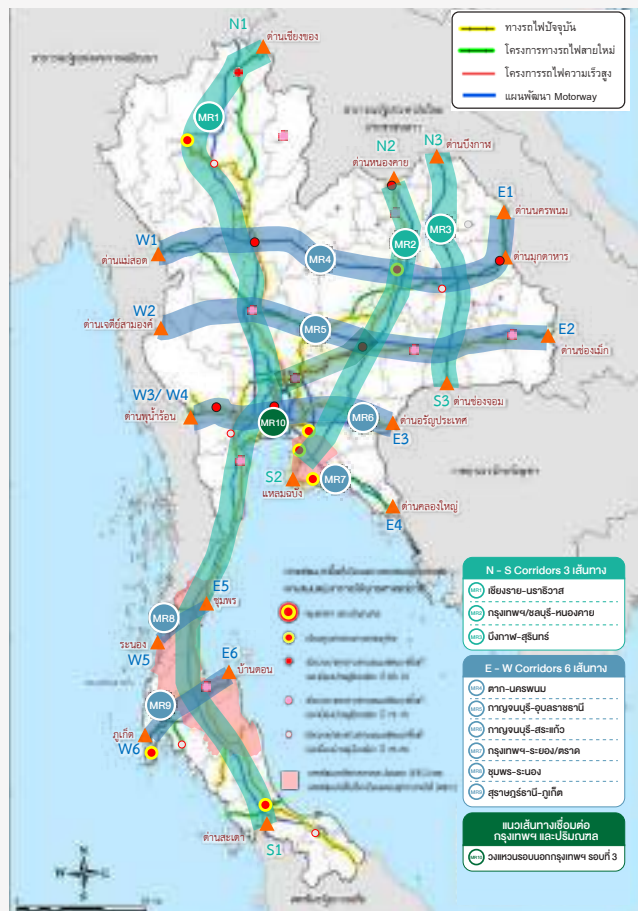 N1
ด่านเชียงของ
ทางรถไฟปัจจุบัน
โครงการทางรถไฟสายใหม่
โครงการรถไฟความเร็วสูง
แผนพัฒนา Motorway
MR1
N2
ด่านหนองคาย
N3
ด่านบึงกาฬ
E1
ด่านนครพนม
MR2
MR3
W1
ด่านแม่สอด
MR4
ด่านมุกดาหาร
W2
ด่านเจดีย์สามองค์
MR5
E2
ด่านช่องเม็ก
W3/ W4
ด่านพุน้ำร้อน
MR10
MR6
ด่านอรัญประเทศ
E3
S3
ด่านช่องจอม
S2
แหลมฉบัง
MR7
E4
ด่านคลองใหญ่
E5
ชุมพร
MR8
ระนอง
W5
E6
บ้านดอน
MR9
ภูเก็ต
W6
ด่านสะเดา
S1
N
S
N - S Corridors 3 เส้นทาง
MR1 เชียงราย-นราธิวาส
MR2 กรุงเทพฯ/ชลบุรี-หนองคาย
MR3 บึงกาฬ-สุรินทร์
E - W Corridors 6 เส้นทาง
MR4 ตาก-นครพนม
MR5 กาญจนบุรี-อุบลราชธานี
MR6 กาญจนบุรี-สระแก้ว
MR7 กรุงเทพฯ-ระยอง/ตราด
MR8 ชุมพร-ระนอง
MR9 สุราษฎร์ธานี-ภูเก็ต
แนวเส้นทางเชื่อมต่อ
กรุงเทพฯ และปริมณฑล
MR10 วงแหวนรอบนอกกรุงเทพฯ รอบที่ 3